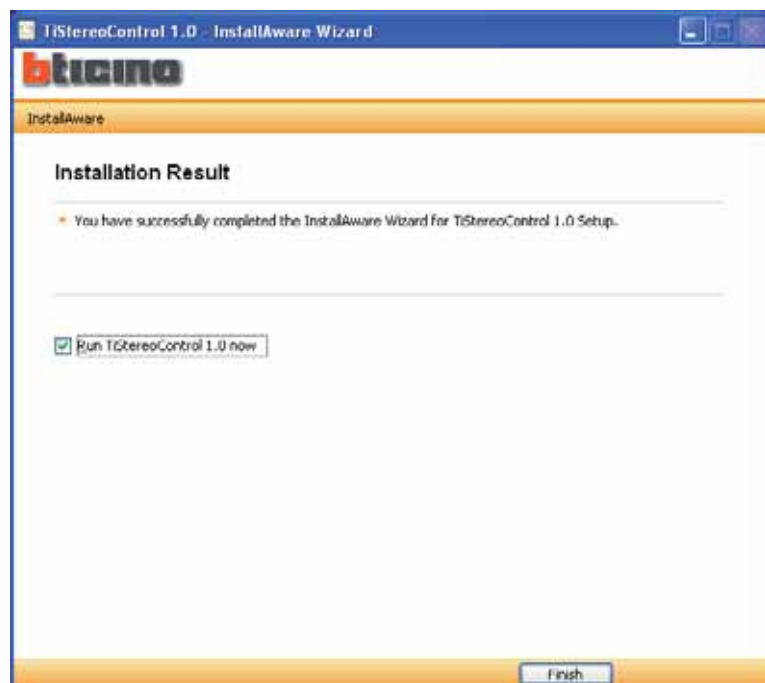 TiStereoControl 1.0 - InstallAware Wizard
bticino
InstallAware
Installation Result
You have successfully completed the InstallAware Wizard for TiStereoControl 1.0 Setup.
Run TiStereoControl 1.0 now
Finish